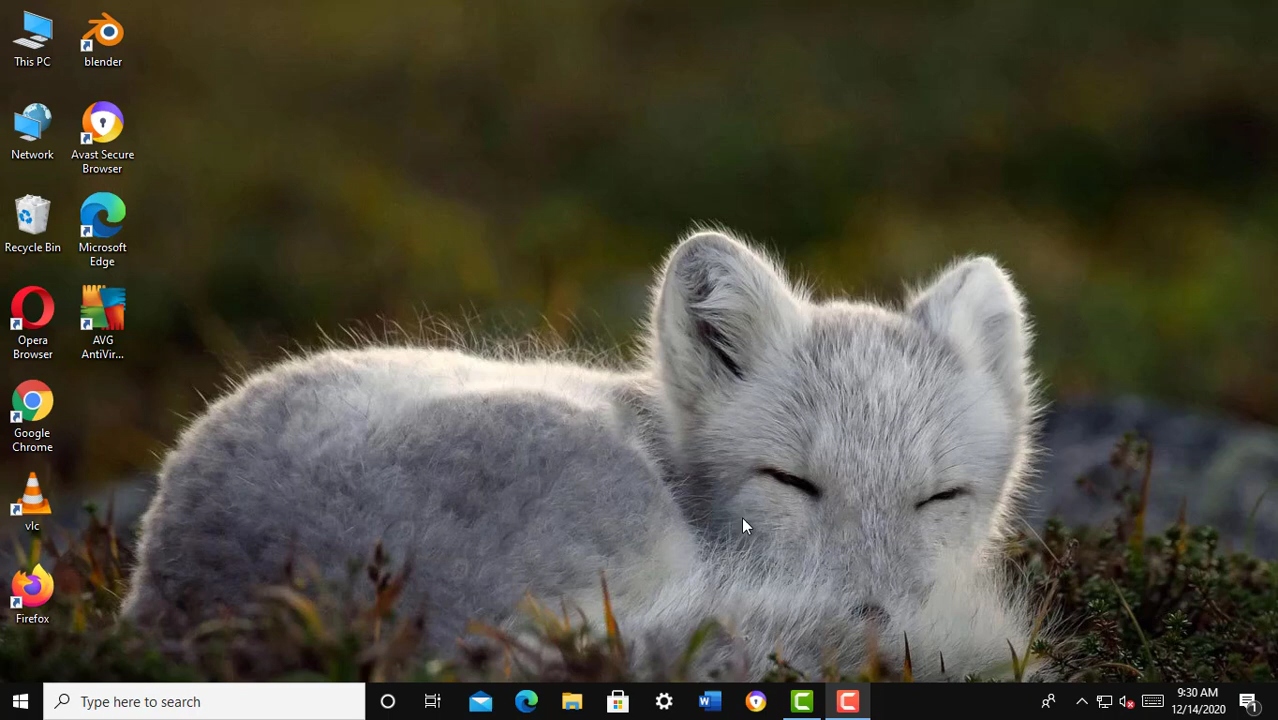 This PC
blender
Network
Avast Secure
Browser
Recycle Bin
Microsoft
Edge
Opera
Browser
AVG
AntiVir...
Google
Chrome
vlc
Firefox
Type here to search
W
9:30 AM
12/14/2020
1